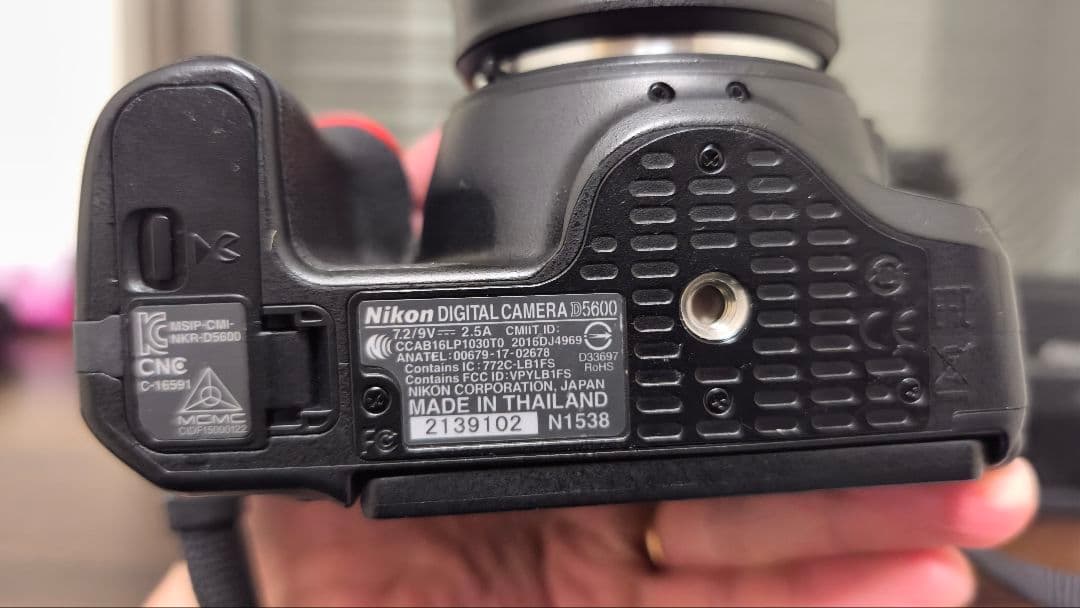 MSIP-CMI-
NKR-D5600
CNC
C-16591
MCMC
CIDF15000122
Nikon DIGITAL CAMERA D5600
7.2/9V⎓ 2.5A CMIIT ID:
CCAB16LP1030T0 2016DJ4969
ANATEL:00679-17-02678
Contains IC:772C-LB1FS
Contains FCC ID:VPYLB1FS
D33697
RoHS
NIKON CORPORATION, JAPAN
MADE IN THAILAND
2139102 N1538
FC
CE